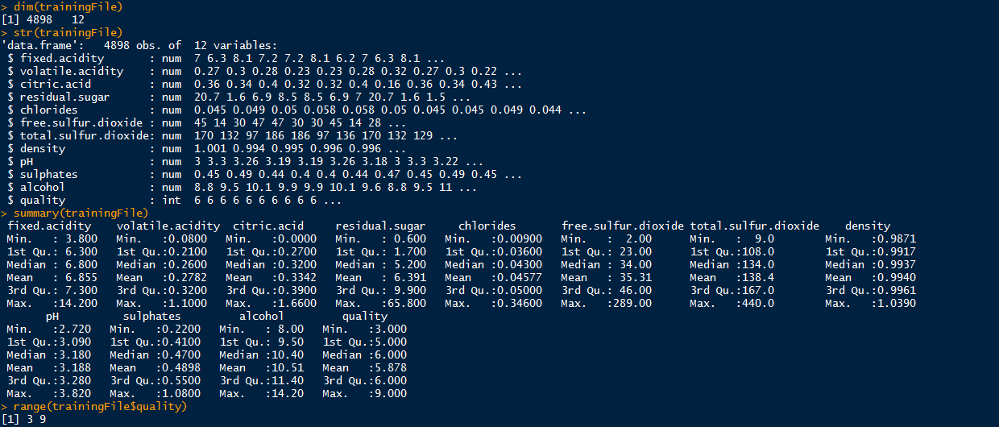 > dim(trainingFile)
[1] 4898   12
> str(trainingFile)
'data.frame':   4898 obs. of  12 variables:
 $ fixed.acidity       : num  7 6.3 8.1 7.2 7.2 8.1 6.2 7 6.3 8.1 ...
 $ volatile.acidity    : num  0.27 0.3 0.28 0.23 0.23 0.28 0.32 0.27 0.3 0.22 ...
 $ citric.acid         : num  0.36 0.34 0.4 0.32 0.32 0.4 0.16 0.36 0.34 0.43 ...
 $ residual.sugar      : num  20.7 1.6 6.9 8.5 8.5 6.9 7 20.7 1.6 1.5 ...
 $ chlorides           : num  0.045 0.049 0.05 0.058 0.058 0.05 0.045 0.045 0.049 0.044 ...
 $ free.sulfur.dioxide : num  45 14 30 47 47 30 30 45 14 28 ...
 $ total.sulfur.dioxide: num  170 132 97 186 186 97 136 170 132 129 ...
 $ density             : num  1.001 0.994 0.995 0.996 0.996 ...
 $ pH                  : num  3 3.3 3.26 3.19 3.19 3.26 3.18 3 3.3 3.22 ...
 $ sulphates           : num  0.45 0.49 0.44 0.4 0.4 0.44 0.47 0.45 0.49 0.45 ...
 $ alcohol             : num  8.8 9.5 10.1 9.9 9.9 10.1 9.6 8.8 9.5 11 ...
 $ quality             : int  6 6 6 6 6 6 6 6 6 6 ...
> summary(trainingFile)
 fixed.acidity    volatile.acidity  citric.acid     residual.sugar     chlorides       free.sulfur.dioxide total.sulfur.dioxide    density
 Min.   : 3.800   Min.   :0.0800   Min.   :0.0000   Min.   : 0.600   Min.   :0.00900   Min.   :  2.00      Min.   :  9.0        Min.   :0.9871
 1st Qu.: 6.300   1st Qu.:0.2100   1st Qu.:0.2700   1st Qu.: 1.700   1st Qu.:0.03600   1st Qu.: 23.00      1st Qu.:108.0        1st Qu.:0.9917
 Median : 6.800   Median :0.2600   Median :0.3200   Median : 5.200   Median :0.04300   Median : 34.00      Median :134.0        Median :0.9937
 Mean   : 6.855   Mean   :0.2782   Mean   :0.3342   Mean   : 6.391   Mean   :0.04577   Mean   : 35.31      Mean   :138.4        Mean   :0.9940
 3rd Qu.: 7.300   3rd Qu.:0.3200   3rd Qu.:0.3900   3rd Qu.: 9.900   3rd Qu.:0.05000   3rd Qu.: 46.00      3rd Qu.:167.0        3rd Qu.:0.9961
 Max.   :14.200   Max.   :1.1000   Max.   :1.6600   Max.   :65.800   Max.   :0.34600   Max.   :289.00      Max.   :440.0        Max.   :1.0390
       pH          sulphates         alcohol         quality
 Min.   :2.720   Min.   :0.2200   Min.   : 8.00   Min.   :3.000
 1st Qu.:3.090   1st Qu.:0.4100   1st Qu.: 9.50   1st Qu.:5.000
 Median :3.180   Median :0.4700   Median :10.40   Median :6.000
 Mean   :3.188   Mean   :0.4898   Mean   :10.51   Mean   :5.878
 3rd Qu.:3.280   3rd Qu.:0.5500   3rd Qu.:11.40   3rd Qu.:6.000
 Max.   :3.820   Max.   :1.0800   Max.   :14.20   Max.   :9.000
> range(trainingFile$quality)
[1] 3 9